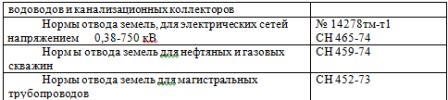 водоводов и канализационных коллекторов
Нормы отвода земель, для электрических сетей № 14278тм-т1
напряжением 0,38-750 кВ СН 465-74
Норм ы отвода земель для нефтяных и газовых СН 459-74
скважин
Нормы отвода земель для магистральных СН 452-73
трубопроводов